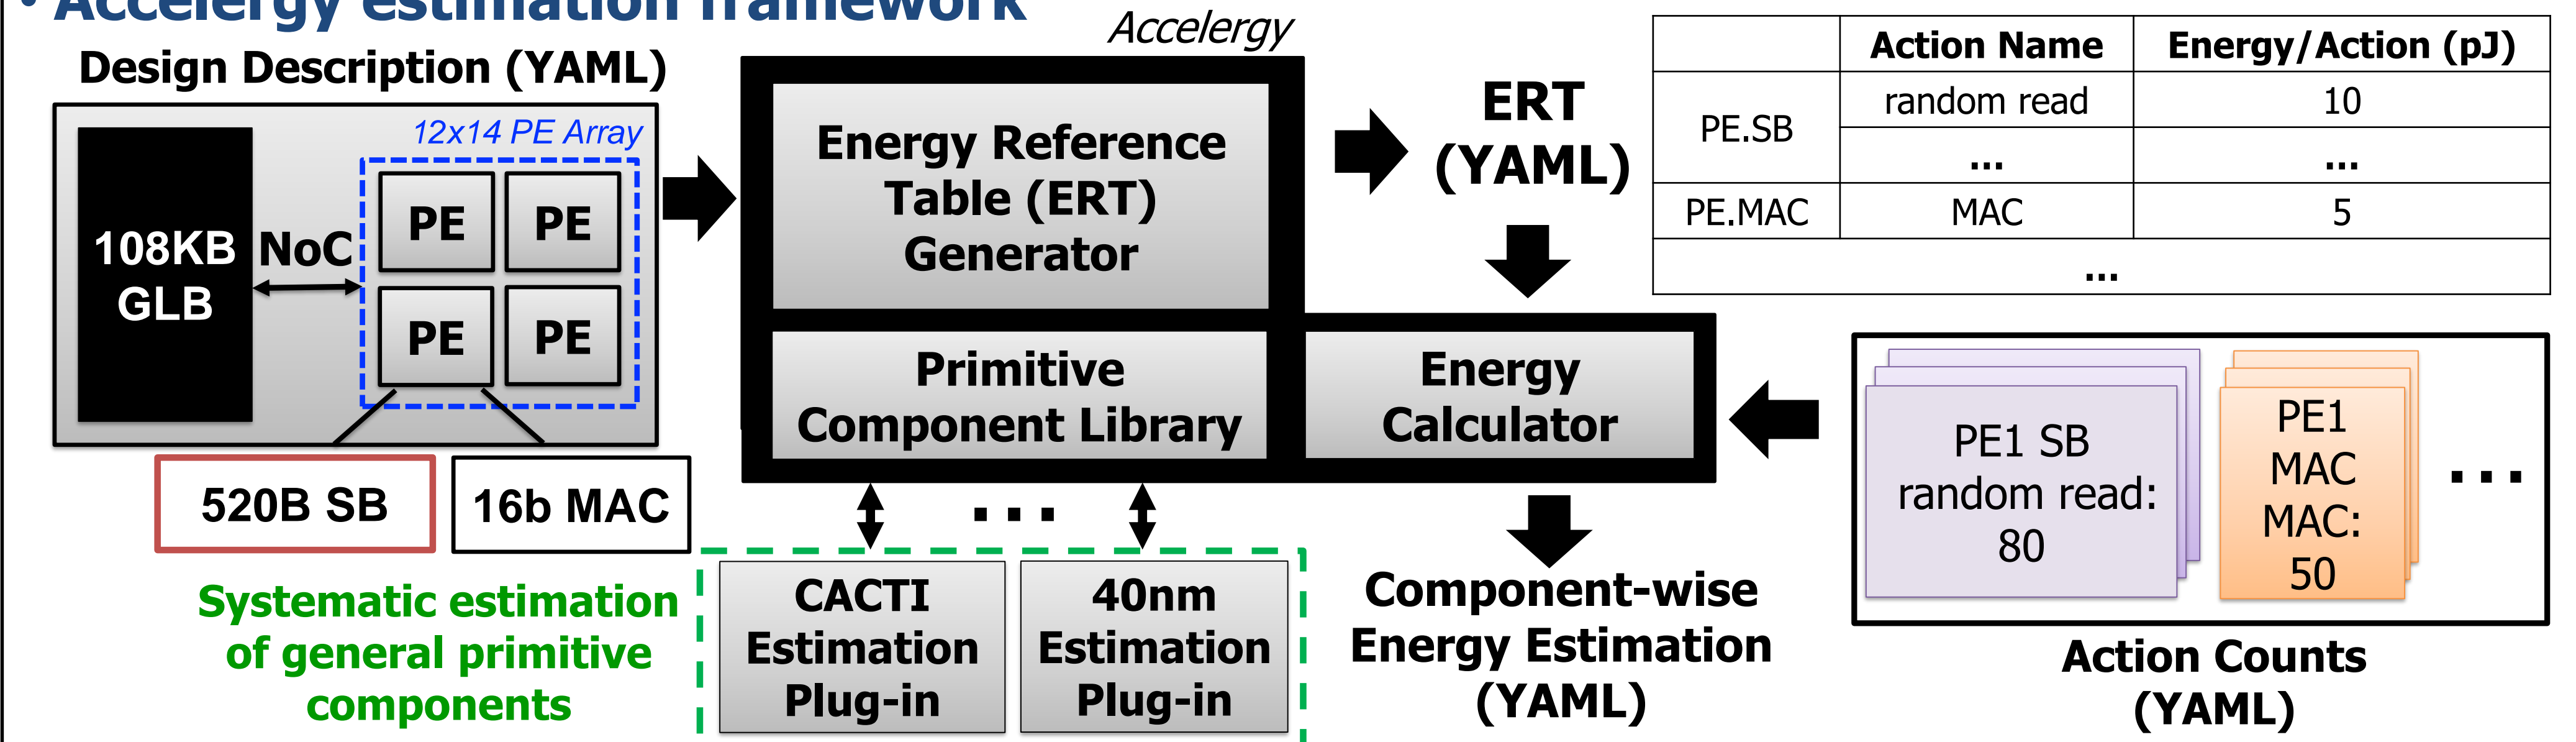 • Accelergy estimation framework
Accelergy
Design Description (YAML)
12x14 PE Array
108KB
GLB
NoC
PE
PE
PE
PE
520B SB
16b MAC
Energy Reference
Table (ERT)
Generator
Primitive
Component Library
Energy
Calculator
ERT
(YAML)
Action Name
Energy/Action (pJ)
PE.SB
random read
10
...
...
PE.MAC
MAC
5
...
PE1 SB
random read:
80
PE1
MAC
MAC:
50
...
Action Counts
(YAML)
...
Systematic estimation
of general primitive
components
CACTI
Estimation
Plug-in
40nm
Estimation
Plug-in
Component-wise
Energy Estimation
(YAML)